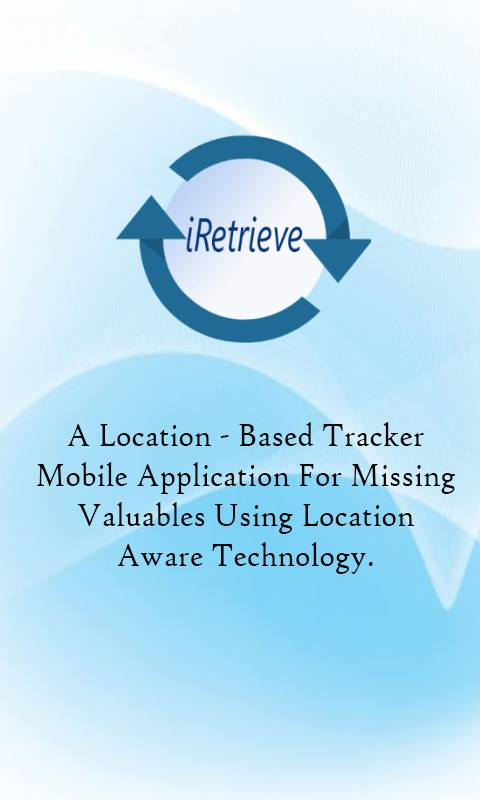 iRetrieve
A Location - Based Tracker
Mobile Application For Missing
Valuables Using Location
Aware Technology.